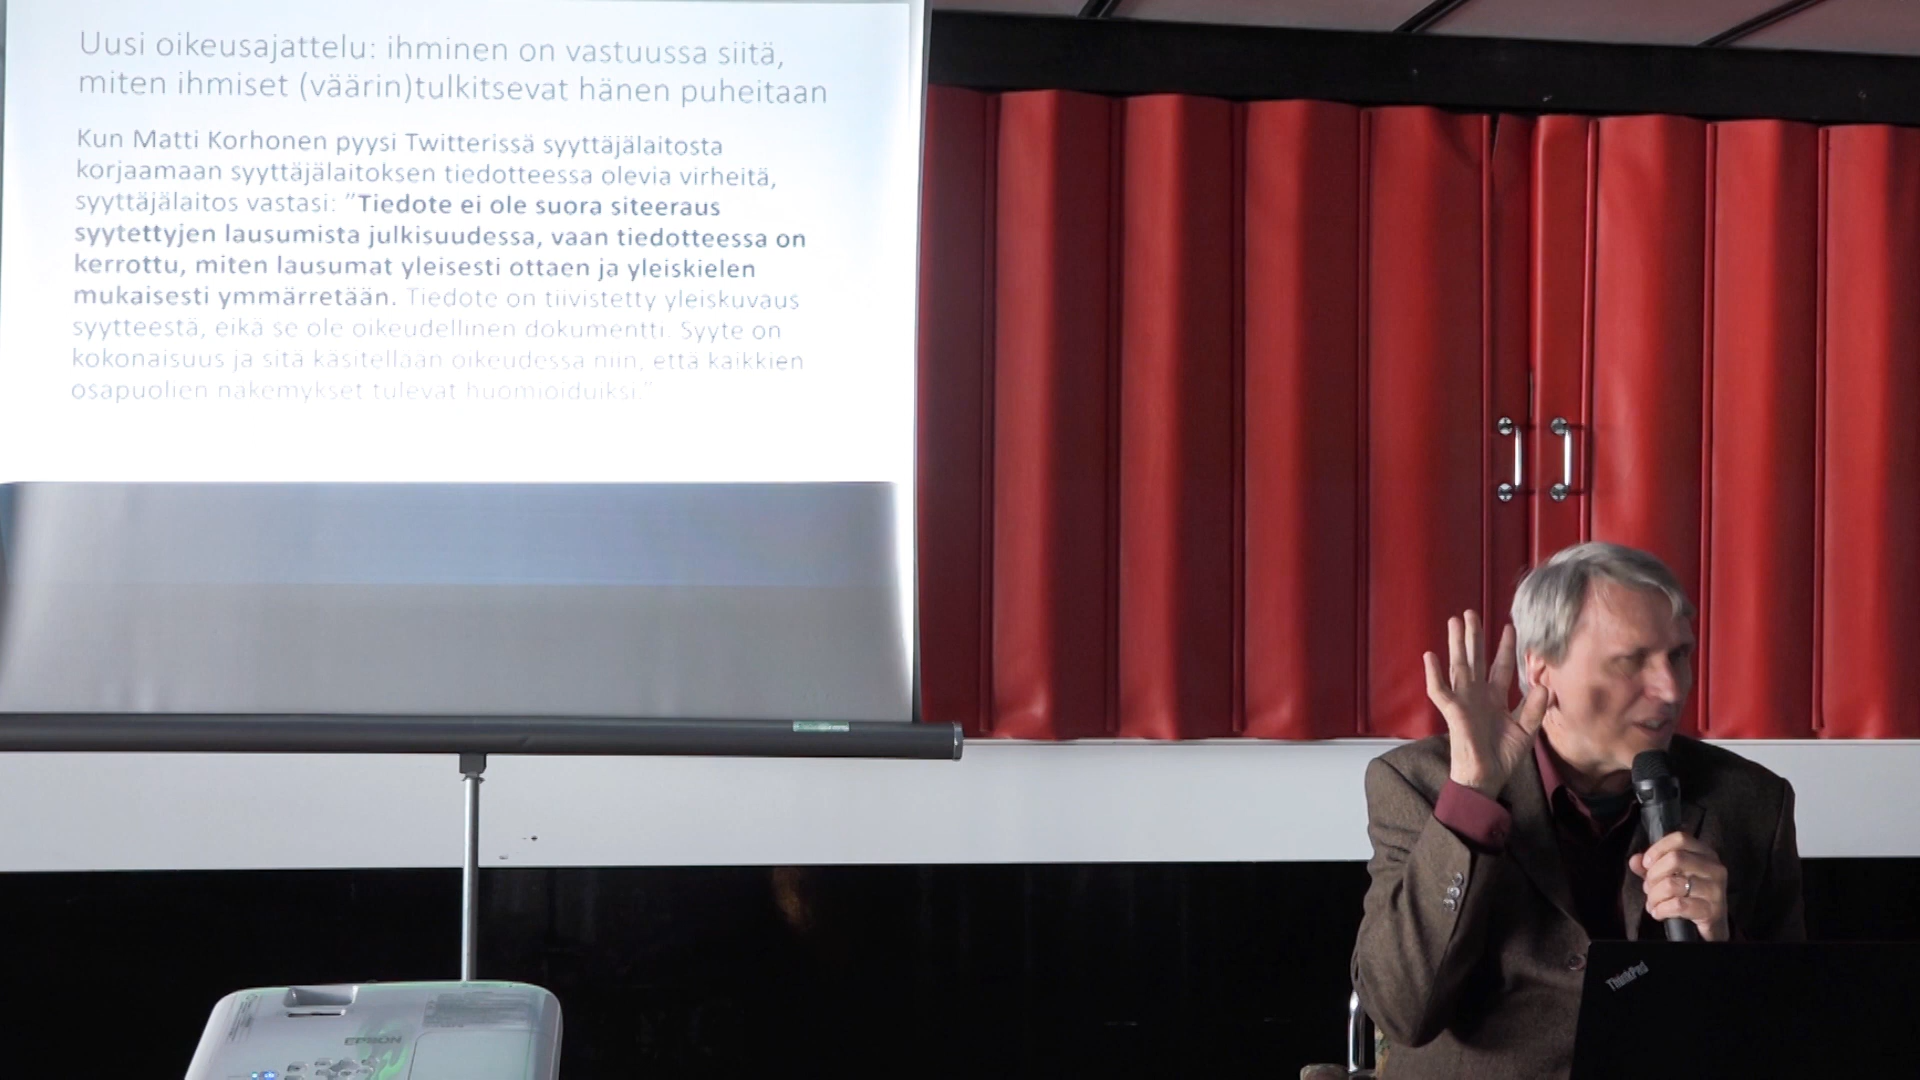 Uusi oikeusajattelu: ihminen on vastuussa siitä,
miten ihmiset (väärin)tulkitsevat hänen puheitaan
Kun Matti Korhonen pyysi Twitterissä syyttäjälaitosta
korjaamaan syyttäjälaitoksen tiedotteessa olevia virheitä,
syyttäjälaitos vastasi: "Tiedote ei ole suora siteeraus
syytettyjen lausumista julkisuudessa, vaan tiedotteessa on
kerrottu, miten lausumat yleisesti ottaen ja yleiskielen
mukaisesti ymmärretään. Tiedote on tiivistetty yleiskuvaus
syytteestä, eikä se ole oikeudellinen dokumentti. Syyte on
kokonaisuus ja sitä käsitellään oikeudessa niin, että kaikkien
osapuolien näkemykset tulevat huomioiduiksi."
ThinkPad
EPSON